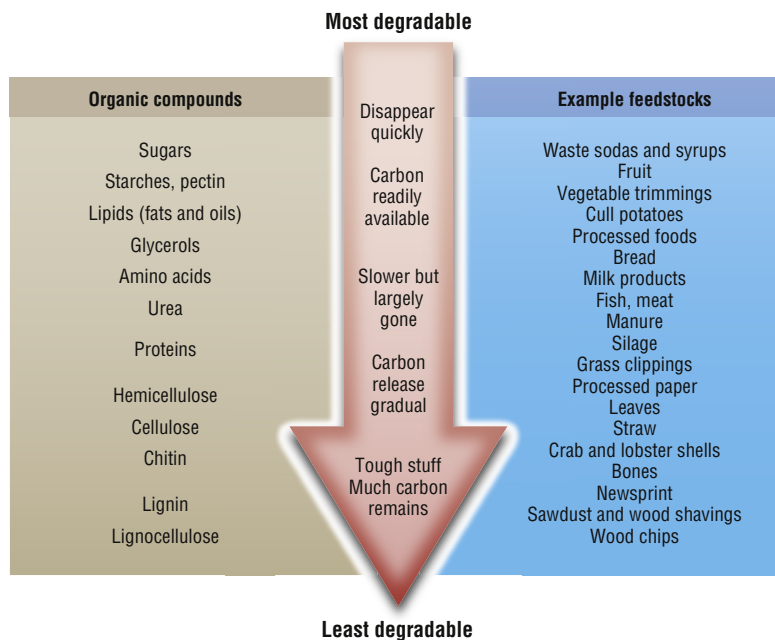 Most degradable
Organic compounds
Sugars
Starches, pectin
Lipids (fats and oils)
Glycerols
Amino acids
Urea
Proteins
Hemicellulose
Cellulose
Chitin
Lignin
Lignocellulose
Disappear
quickly
Carbon
readily
available
Slower but
largely
gone
Carbon
release
gradual
Tough stuff
Much carbon
remains
Example feedstocks
Waste sodas and syrups
Fruit
Vegetable trimmings
Cull potatoes
Processed foods
Bread
Milk products
Fish, meat
Manure
Silage
Grass clippings
Processed paper
Leaves
Straw
Crab and lobster shells
Bones
Newsprint
Sawdust and wood shavings
Wood chips
Least degradable